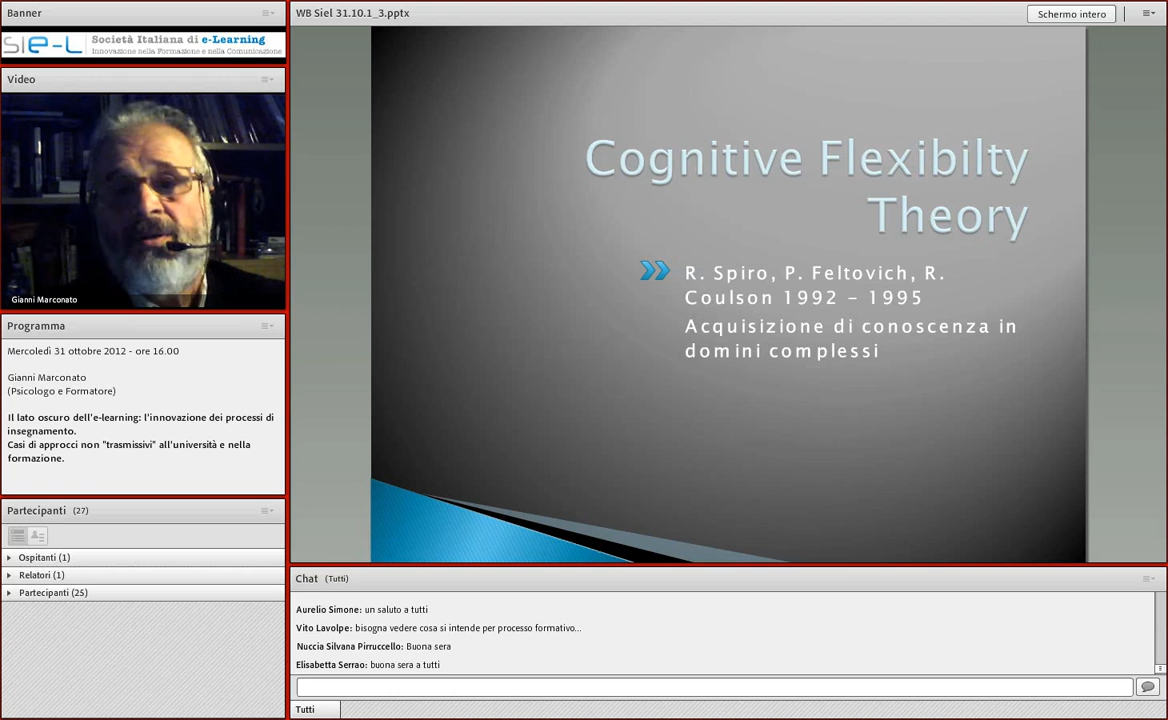 Banner
sIe-L Società Italiana di e-Learning
Innovazione nella Formazione e nella Comunicazione
Video
Gianni Marconato
Programma
Mercoledì 31 ottobre 2012 - ore 16.00
Gianni Marconato
(Psicologo e Formatore)
Il lato oscuro dell'e-learning: l'innovazione dei processi di
insegnamento.
Casi di approcci non "trasmissivi" all'università e nella
formazione.
Partecipanti (27)
Ospitanti (1)
Relatori (1)
Partecipanti (25)
WB Siel 31.10.1_3.pptx
Schermo intero
Cognitive Flexibilty
Theory
R. Spiro, P. Feltovich, R.
Coulson 1992 – 1995
Acquisizione di conoscenza in
domini complessi
Chat (Tutti)
Aurelio Simone: un saluto a tutti
Vito Lavolpe: bisogna vedere cosa si intende per processo formativo...
Nuccia Silvana Pirruccello: Buona sera
Elisabetta Serrao: buona sera a tutti
Tutti